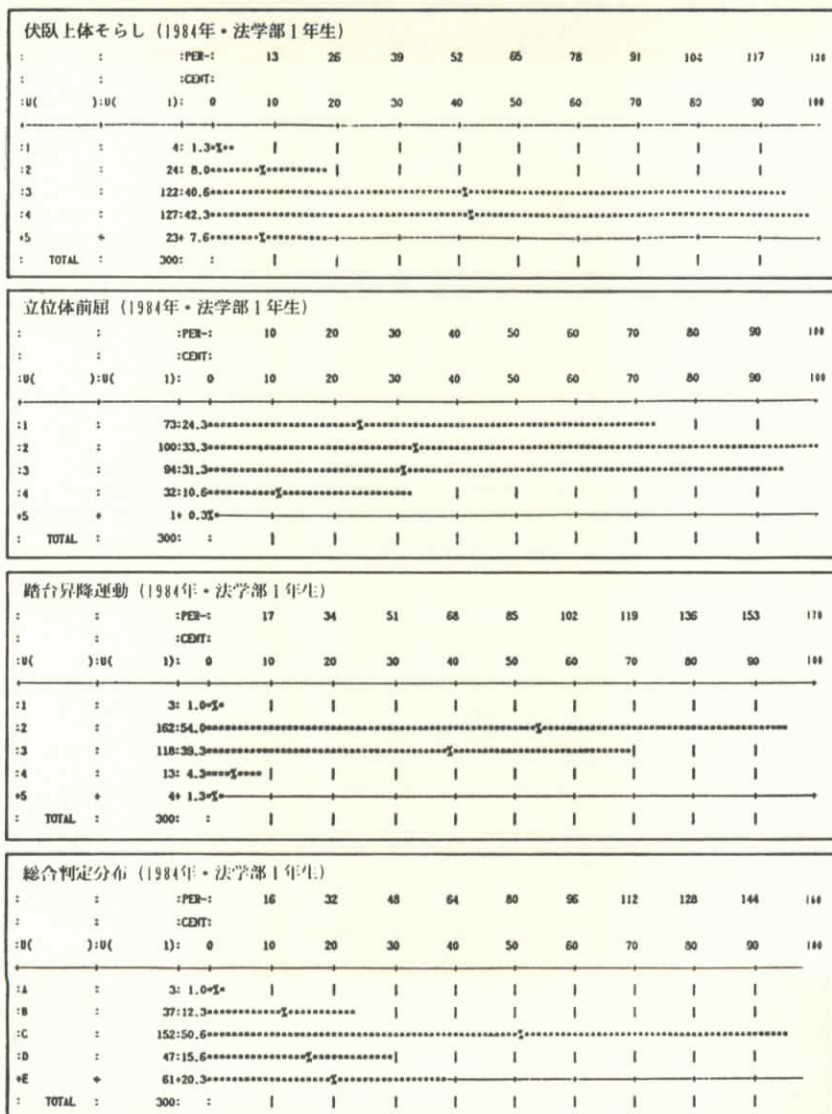 伏臥上体そらし (1984年・法学部1年生)
: : :PER-: 13 26 39 52 65 78 91 104 117 130
: : :CENT:
:U( ):U( 1): 0 10 20 30 40 50 60 70 80 90 100
:1 : 4: 1.3
:2 : 24: 8.0
:3 : 122:40.6
:4 : 127:42.3
+5 + 23+ 7.6
: TOTAL : 300: :
立位体前屈 (1984年・法学部1年生)
: : :PER-: 10 20 30 40 50 60 70 80 90 100
: : :CENT:
:U( ):U( 1): 0 10 20 30 40 50 60 70 80 90 100
:1 : 73:24.3
:2 : 100:33.3
:3 : 94:31.3
:4 : 32:10.6
+5 + 1+ 0.3
: TOTAL : 300: :
踏台昇降運動 (1984年・法学部1年生)
: : :PER-: 17 34 51 68 85 102 119 136 153 170
: : :CENT:
:U( ):U( 1): 0 10 20 30 40 50 60 70 80 90 100
:1 : 3: 1.0
:2 : 162:54.0
:3 : 118:39.3
:4 : 13: 4.3
+5 + 4+ 1.3
: TOTAL : 300: :
総合判定分布 (1984年・法学部1年生)
: : :PER-: 16 32 48 64 80 96 112 128 144 160
: : :CENT:
:U( ):U( 1): 0 10 20 30 40 50 60 70 80 90 100
:A : 3: 1.0
:B : 37:12.3
:C : 152:50.6
:D : 47:15.6
+E + 61+20.3
: TOTAL : 300: :